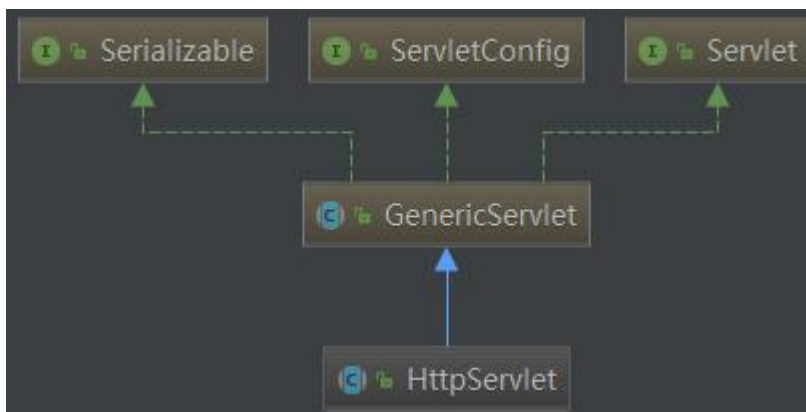 Serializable
ServletConfig
Servlet
GenericServlet
HttpServlet